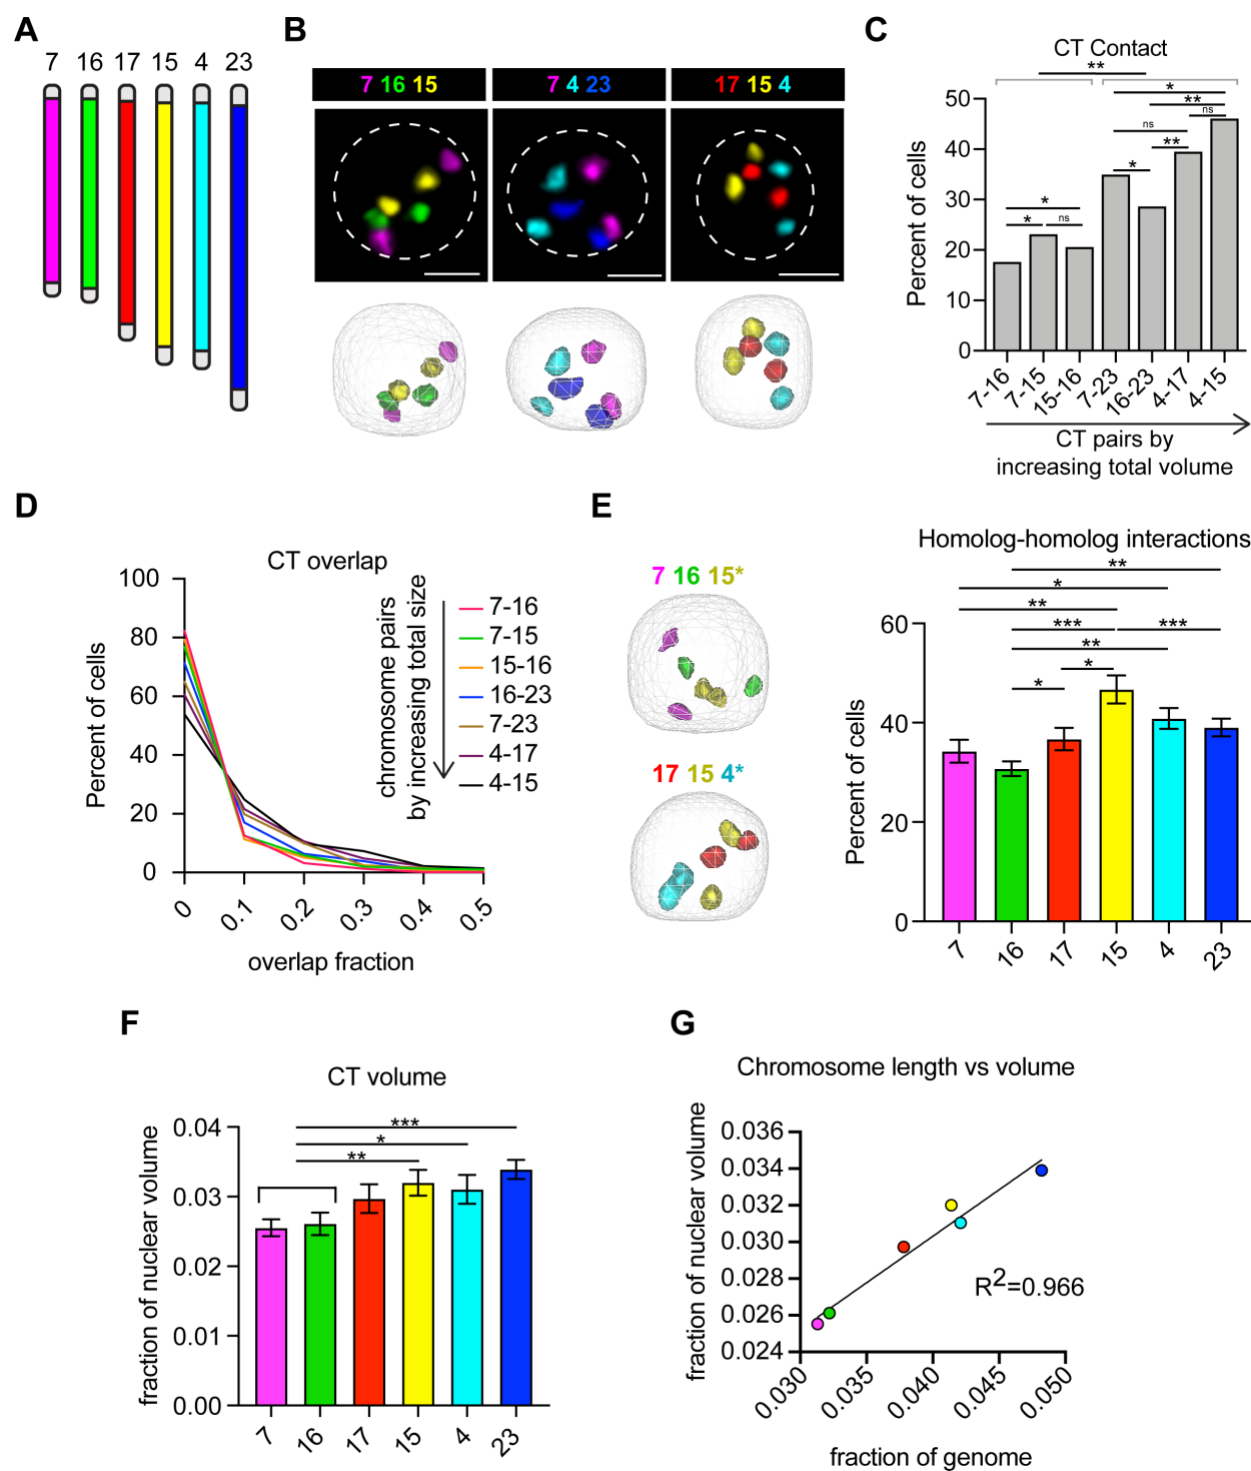 A
7 16 17 15 4 23
B
7 16 15
7 4 23
17 15 4
C
CT Contact
**
*
**
ns
ns
**
*
*
*
ns
Percent of cells
50
40
30
20
10
0
7-16
7-15
15-16
7-23
16-23
4-17
4-15
CT pairs by
increasing total volume
D
CT overlap
Percent of cells
100
80
60
40
20
0
0
0.1
0.2
0.3
0.4
0.5
overlap fraction
chromosome pairs
by increasing total size
7-16
7-15
15-16
16-23
7-23
4-17
4-15
E
7 16 15*
17 15 4*
Homolog-homolog interactions
**
*
**
***
***
**
*
*
Percent of cells
60
40
20
0
7
16
17
15
4
23
F
CT volume
***
*
**
fraction of nuclear volume
0.04
0.03
0.02
0.01
0.00
7
16
17
15
4
23
G
Chromosome length vs volume
fraction of nuclear volume
0.036
0.034
0.032
0.030
0.028
0.026
0.024
R2=0.966
0.030
0.035
0.040
0.045
0.050
fraction of genome